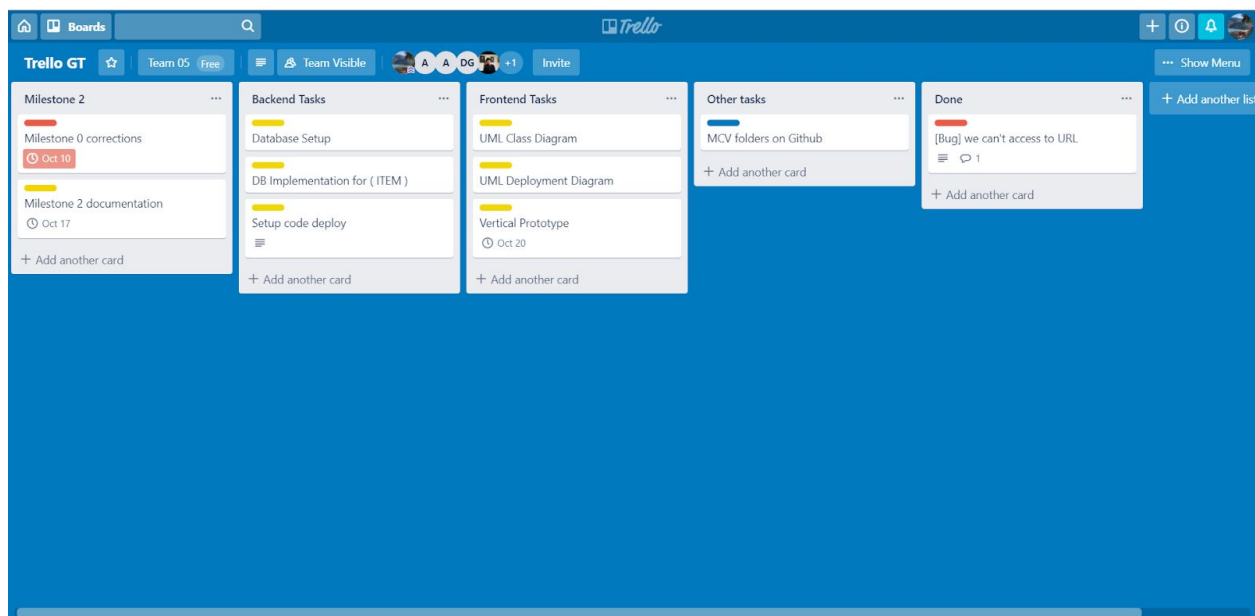 Boards
Trello
Trello GT
Team 05 Free
Team Visible
A A DG +1
Invite
... Show Menu
Milestone 2 ...
Milestone 0 corrections
Oct 10
Milestone 2 documentation
Oct 17
+ Add another card
Backend Tasks ...
Database Setup
DB Implementation for ( ITEM )
Setup code deploy
+ Add another card
Frontend Tasks ...
UML Class Diagram
UML Deployment Diagram
Vertical Prototype
Oct 20
+ Add another card
Other tasks ...
MCV folders on Github
+ Add another card
Done ...
[Bug] we can't access to URL
1
+ Add another card
+ Add another list